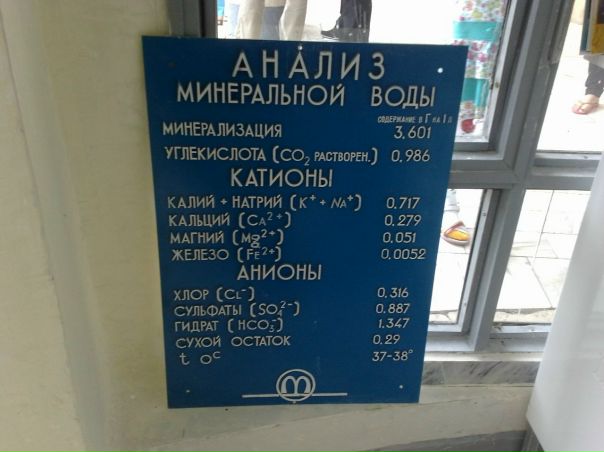 АНАЛИЗ
МИНЕРАЛЬНОЙ ВОДЫ
СОДЕРЖАНИЕ В Г НА 1 Л
МИНЕРАЛИЗАЦИЯ 3,601
УГЛЕКИСЛОТА (CO₂ РАСТВОРЕН.) 0,986
КАТИОНЫ
КАЛИЙ + НАТРИЙ (K⁺ + NA⁺) 0,717
КАЛЬЦИЙ (CA²⁺) 0,279
МАГНИЙ (Mg²⁺) 0,051
ЖЕЛЕЗО (FE²⁺) 0,0052
АНИОНЫ
ХЛОР (CL⁻) 0,316
СУЛЬФАТЫ (SO₄²⁻) 0.887
ГИДРАТ (HCO₃⁻) 1.347
СУХОЙ ОСТАТОК 0,29
t OC 37-38°
m